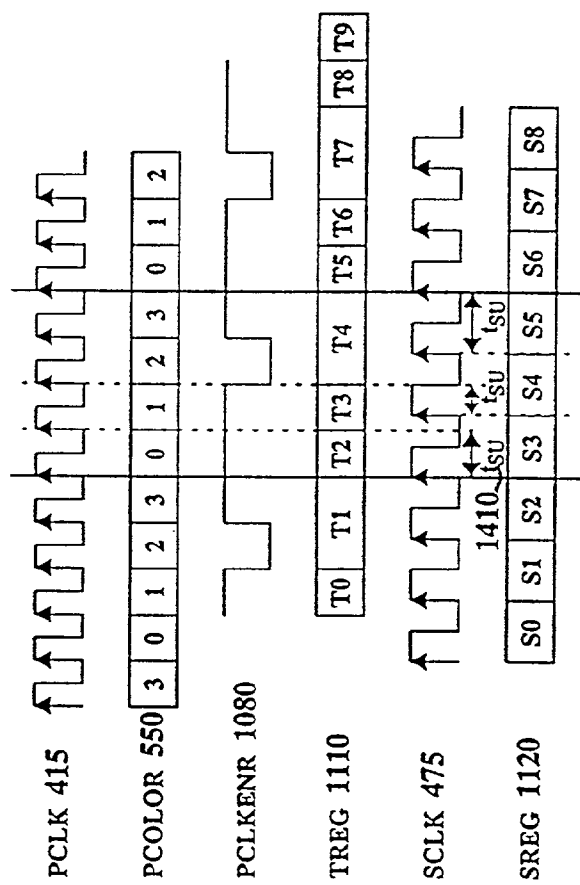 PCLK 415
PCOLOR 550 3 0 1 2 3 0 1 2 3 0 1 2
PCLKENR 1080
TREG 1110 T0 T1 T2 T3 T4 T5 T6 T7 T8 T9
SCLK 475
1410 tSU tSU tSU
SREG 1120 S0 S1 S2 S3 S4 S5 S6 S7 S8